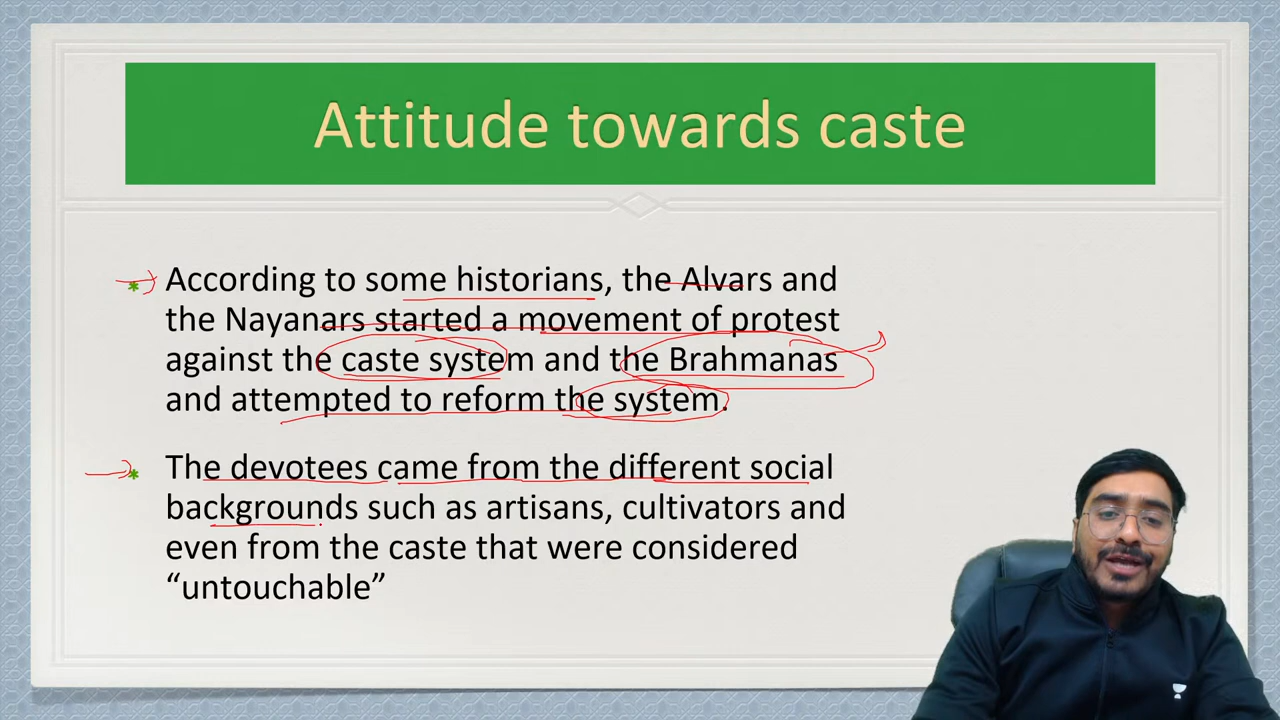 Attitude towards caste
According to some historians, the Alvars and
the Nayanars started a movement of protest
against the caste system and the Brahmanas
and attempted to reform the system.
The devotees came from the different social
backgrounds such as artisans, cultivators and
even from the caste that were considered
“untouchable”